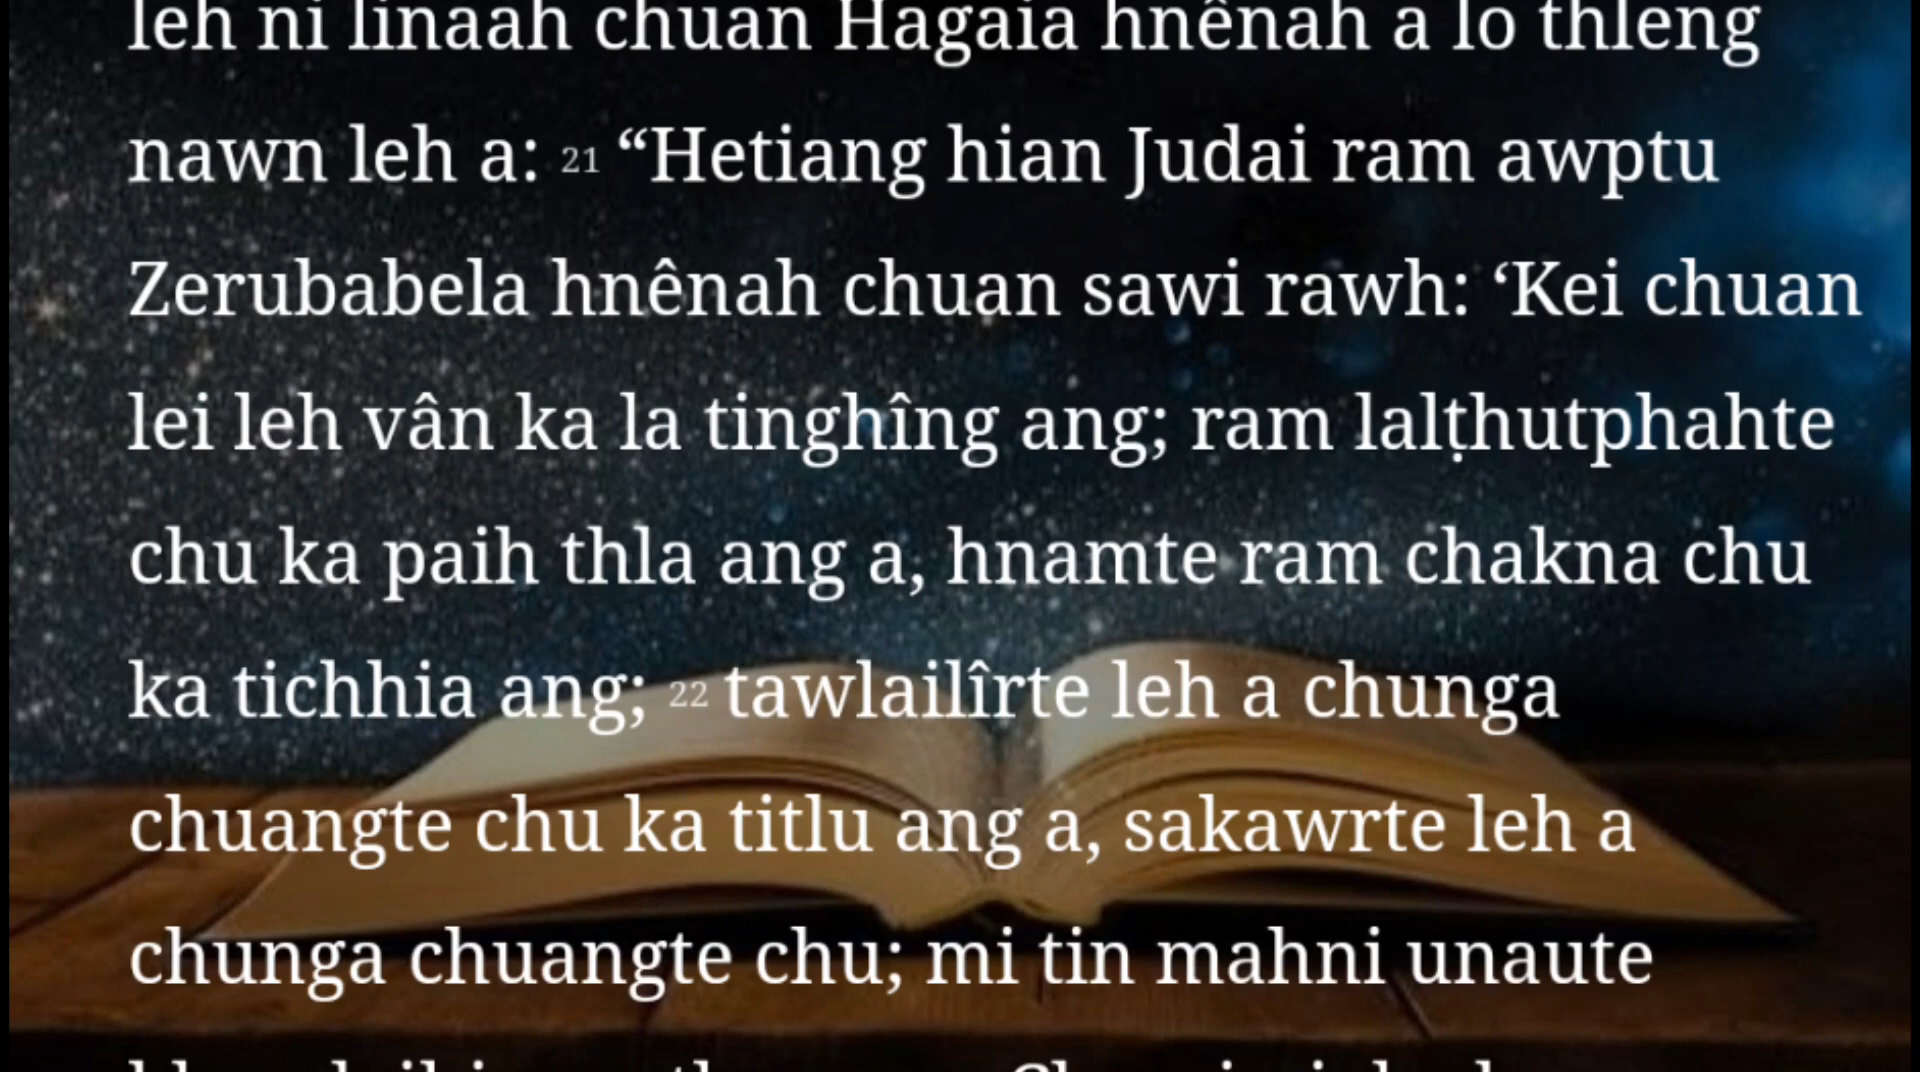 leh ni linaah chuan Hagaia hnênah a lo thleng
nawn leh a: 21 “Hetiang hian Judai ram awptu
Zerubabela hnênah chuan sawi rawh: ‘Kei chuan
lei leh vân ka la tinghîng ang; ram lalṭhutphahte
chu ka paih thla ang a, hnamte ram chakna chu
ka tichhia ang; 22 tawlailîrte leh a chunga
chuangte chu ka titlu ang a, sakawrte leh a
chunga chuangte chu; mi tin mahni unaute